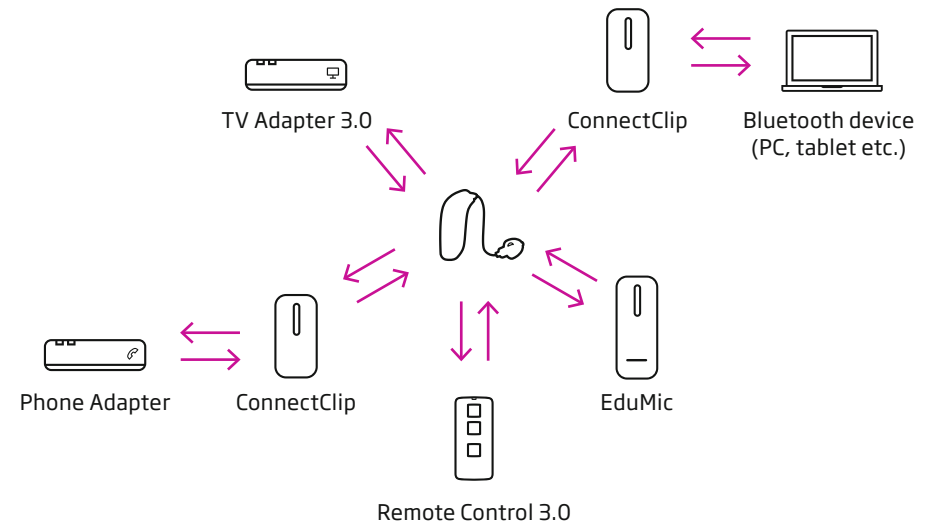 TV Adapter 3.0
ConnectClip
Bluetooth device
(PC, tablet etc.)
Phone Adapter
ConnectClip
EduMic
Remote Control 3.0